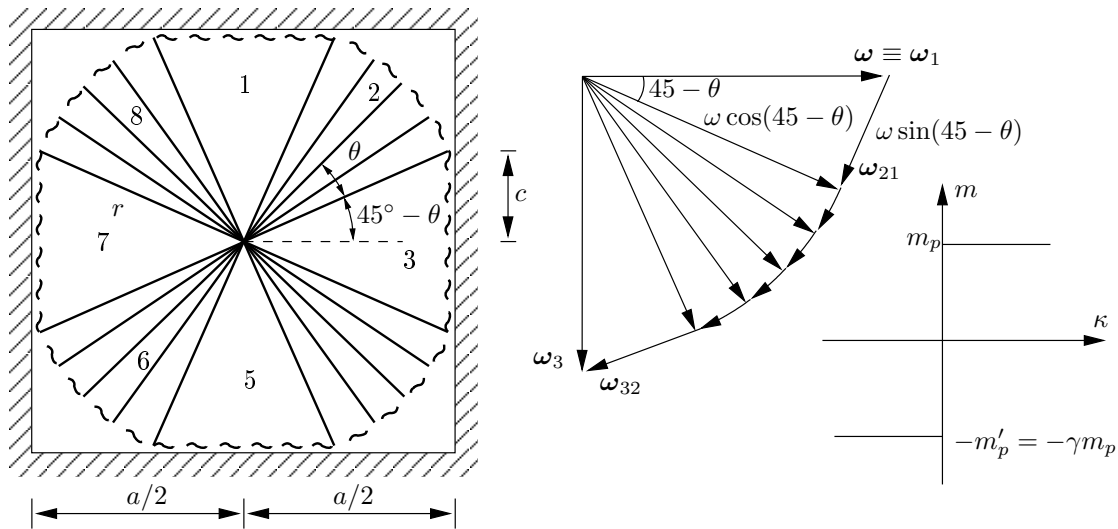 1
2
8
θ
r
45° − θ
7
3
6
5
c
a/2
a/2
ω ≡ ω₁
45 − θ
ω cos(45 − θ)
ω sin(45 − θ)
ω₂₁
ω₃
ω₃₂
m
mₚ
κ
−m′ₚ = −γmₚ